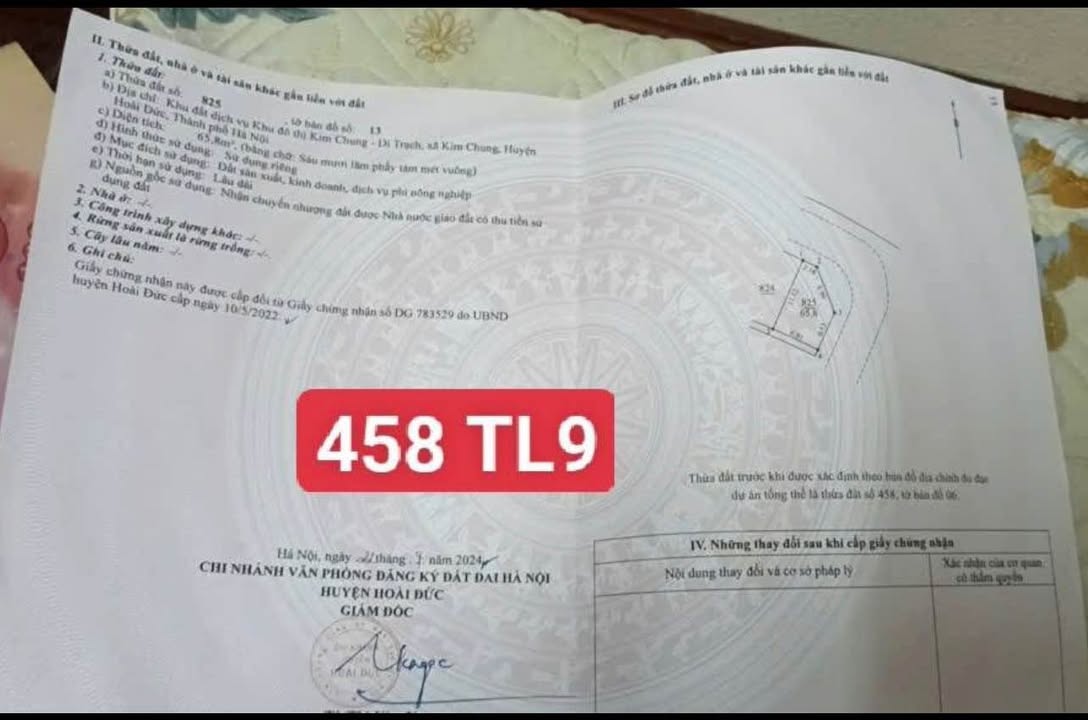 II. Thửa đất, nhà ở và tài sản khác gắn liền với đất
1. Thửa đất:
a) Thửa đất số: 825 , tờ bản đồ số: 13
b) Địa chỉ: Khu đất dịch vụ Khu đô thị Kim Chung - Di Trạch, xã Kim Chung, Huyện
Hoài Đức, Thành phố Hà Nội
c) Diện tích: 65.8m², (bằng chữ: Sáu mươi lăm phẩy tám mét vuông)
d) Hình thức sử dụng: Sử dụng riêng
đ) Mục đích sử dụng: Đất sản xuất, kinh doanh, dịch vụ phi nông nghiệp
e) Thời hạn sử dụng: Lâu dài
g) Nguồn gốc sử dụng: Nhận chuyển nhượng đất được Nhà nước giao đất có thu tiền sử
dụng đất
2. Nhà ở: -/-
3. Công trình xây dựng khác: -/-
4. Rừng sản xuất là rừng trồng: -/-
5. Cây lâu năm: -/-
6. Ghi chú:
Giấy chứng nhận này được cấp đổi từ Giấy chứng nhận số DG 783529 do UBND
huyện Hoài Đức cấp ngày 10/5/2022
458 TL9
Hà Nội, ngày tháng năm 2024
CHI NHÁNH VĂN PHÒNG ĐĂNG KÝ ĐẤT ĐAI HÀ NỘI
HUYỆN HOÀI ĐỨC
GIÁM ĐỐC
HOÀI ĐỨC
III. Sơ đồ thửa đất, nhà ở và tài sản khác gắn liền với đất
824
825
65.8
Thửa đất trước khi được xác định theo bản đồ địa chính đo đạc
dự án tổng thể là thửa đất số 458, tờ bản đồ 06.
IV. Những thay đổi sau khi cấp giấy chứng nhận
Nội dung thay đổi và cơ sở pháp lý
Xác nhận của cơ quan
có thẩm quyền